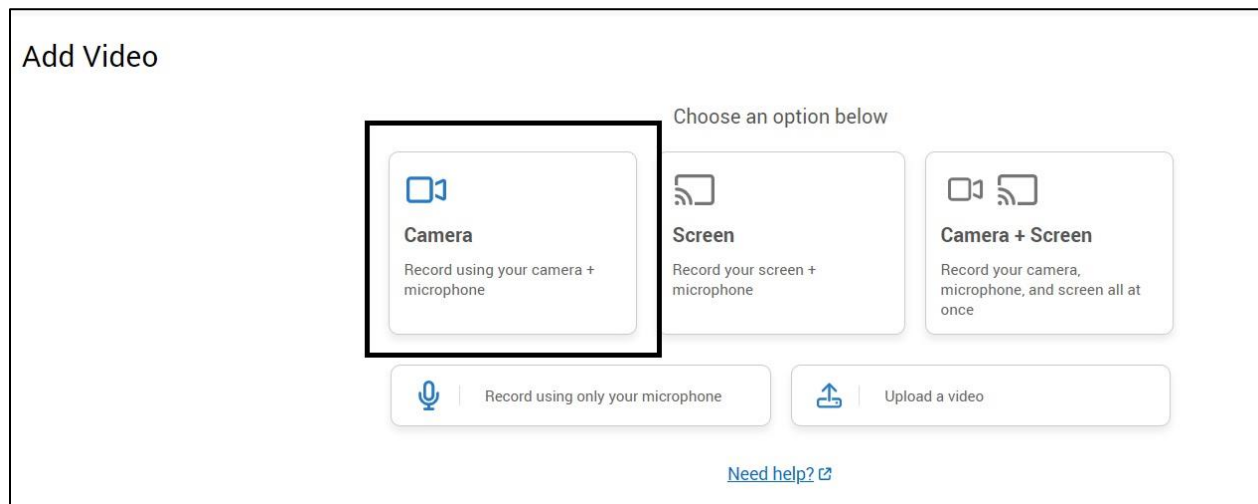 Add Video
Choose an option below
Camera
Record using your camera +
microphone
Screen
Record your screen +
microphone
Camera + Screen
Record your camera,
microphone, and screen all at
once
Record using only your microphone
Upload a video
Need help?